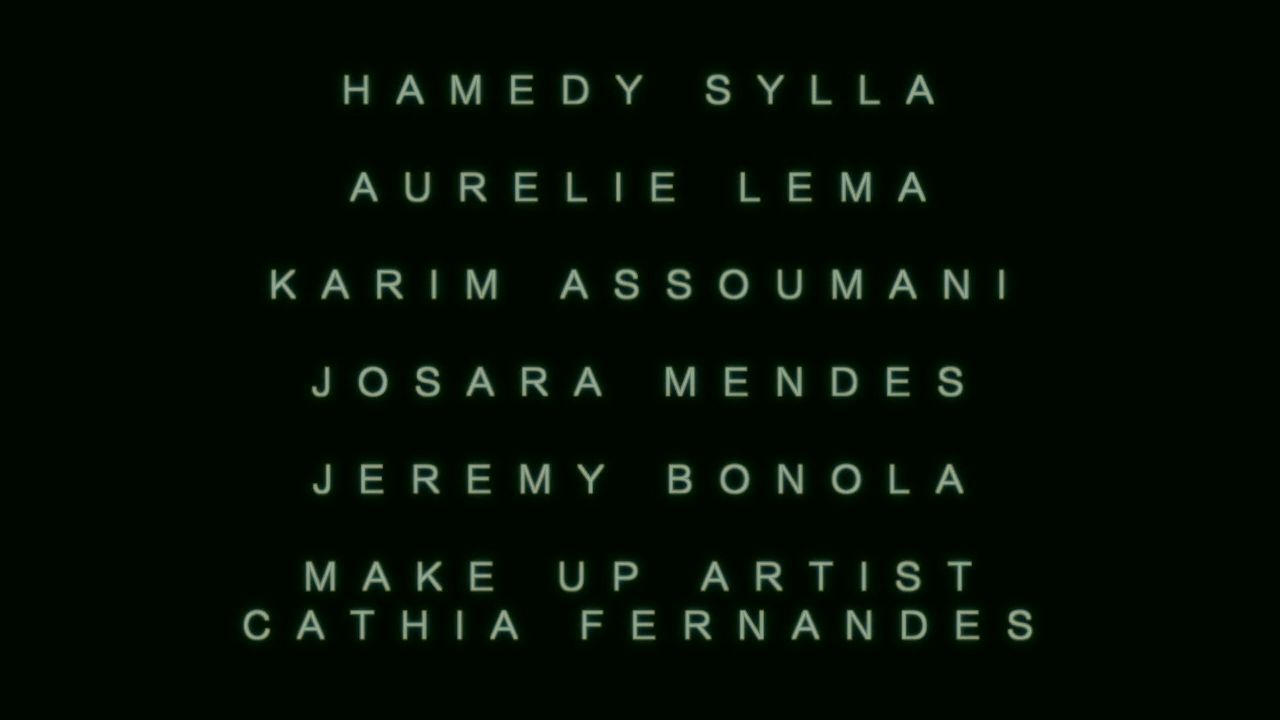 HAMEDY SYLLA
AURELIE LEMA
KARIM ASSOUMANI
JOSARA MENDES
JEREMY BONOLA
MAKE UP ARTIST
CATHIA FERNANDES